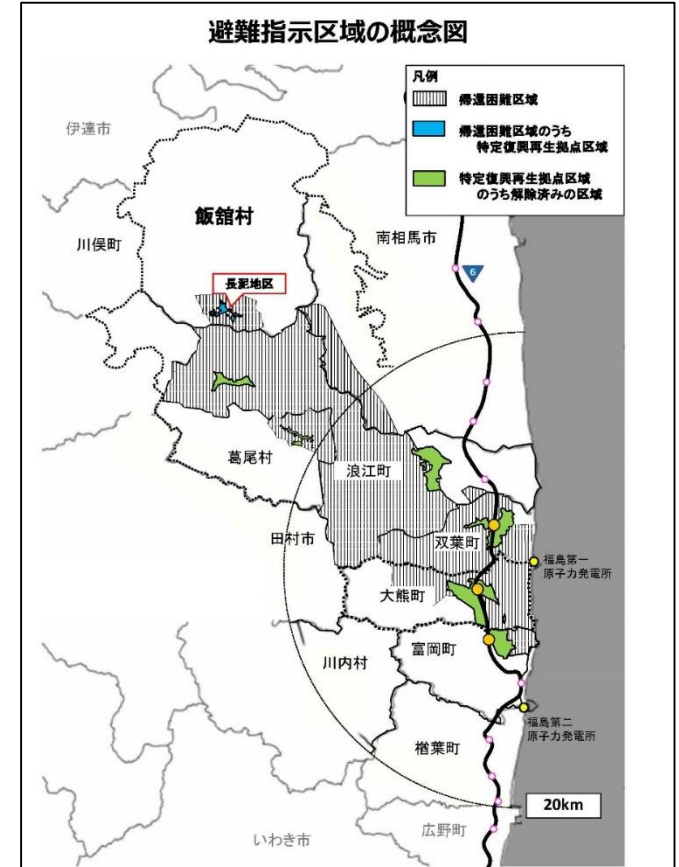 避難指示区域の概念図
凡例
帰還困難区域
帰還困難区域のうち
特定復興再生拠点区域
特定復興再生拠点区域
のうち解除済みの区域
伊達市
飯舘村
川俣町
南相馬市
6
長泥地区
葛尾村
浪江町
田村市
双葉町
福島第一
原子力発電所
大熊町
川内村
富岡町
福島第二
原子力発電所
楢葉町
20km
広野町
いわき市